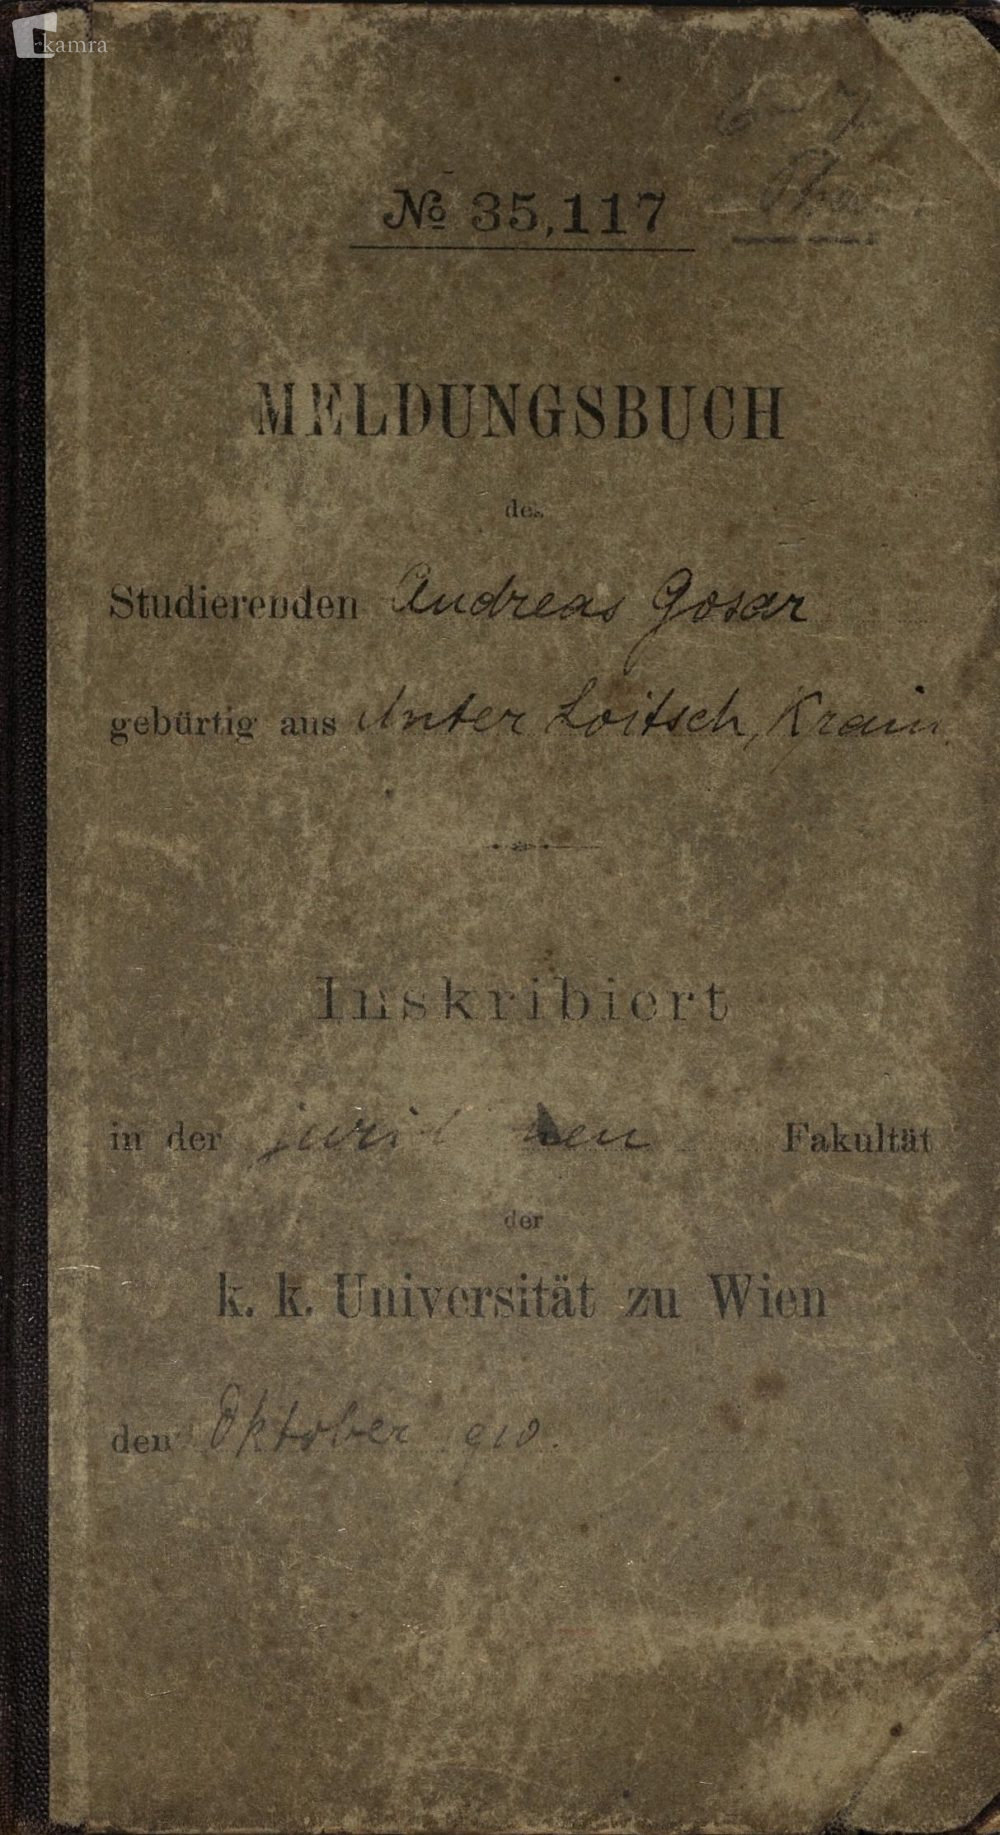 kamra
№ 35,117
MELDUNGSBUCH
des
Studierenden Andreas Gosar
gebürtig aus Unter Loitsch, Krain
Inskribiert
in der Fakultät
der
k. k. Universität zu Wien
den Oktober 910.